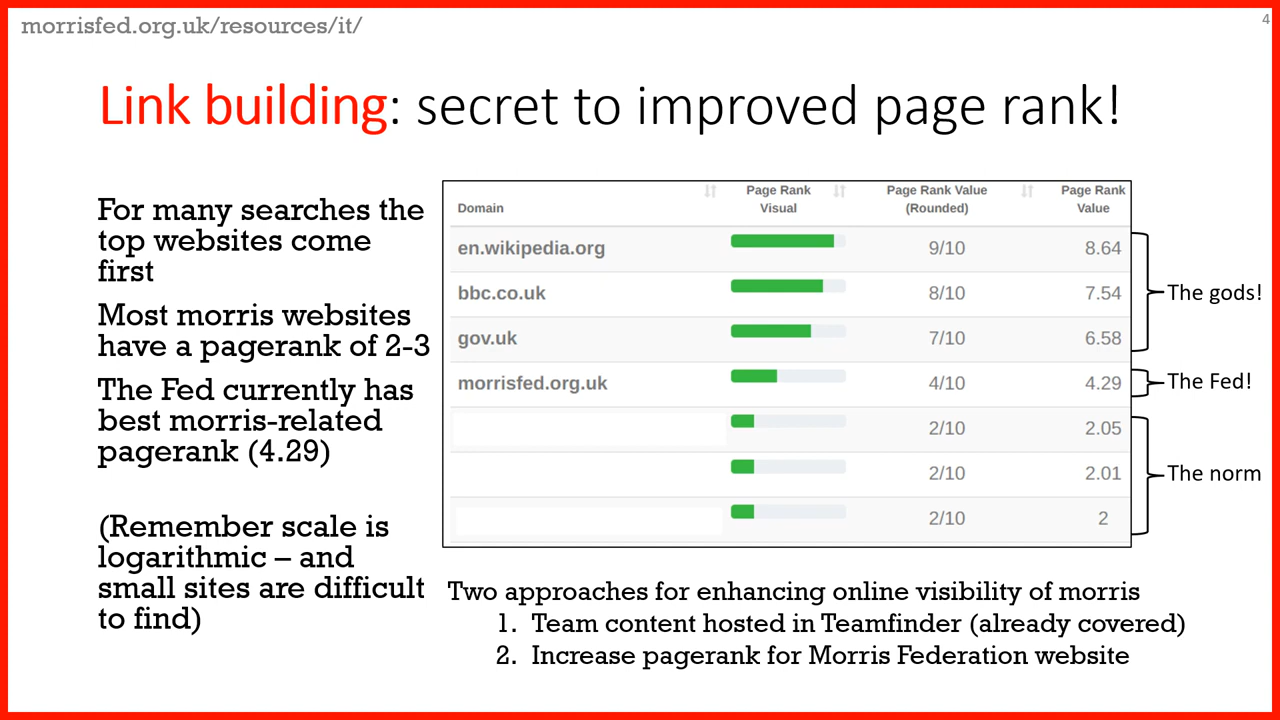 morrisfed.org.uk/resources/it/
4
Link building: secret to improved page rank!
For many searches the
top websites come
first
Most morris websites
have a pagerank of 2-3
The Fed currently has
best morris-related
pagerank (4.29)
(Remember scale is
logarithmic – and
small sites are difficult
to find)
Domain Page Rank Visual Page Rank Value (Rounded) Page Rank Value
en.wikipedia.org 9/10 8.64
bbc.co.uk 8/10 7.54
gov.uk 7/10 6.58
morrisfed.org.uk 4/10 4.29
2/10 2.05
2/10 2.01
2/10 2
The gods!
The Fed!
The norm
Two approaches for enhancing online visibility of morris
1. Team content hosted in Teamfinder (already covered)
2. Increase pagerank for Morris Federation website